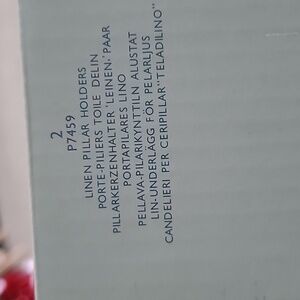 2
P7459
LINEN PILLAR HOLDERS
PORTE-PILIERS TOILE DELIN
PILLARKERZENHALTER 'LEINEN,' PAAR
PORTAPILARES LINO
PELLAVA-PILARIKYNTTILN ALUSTAT
LIN-UNDERLÄGG FÖR PELARLJUS
CANDELIERI PER CERIPILLAR "TELADILINO"